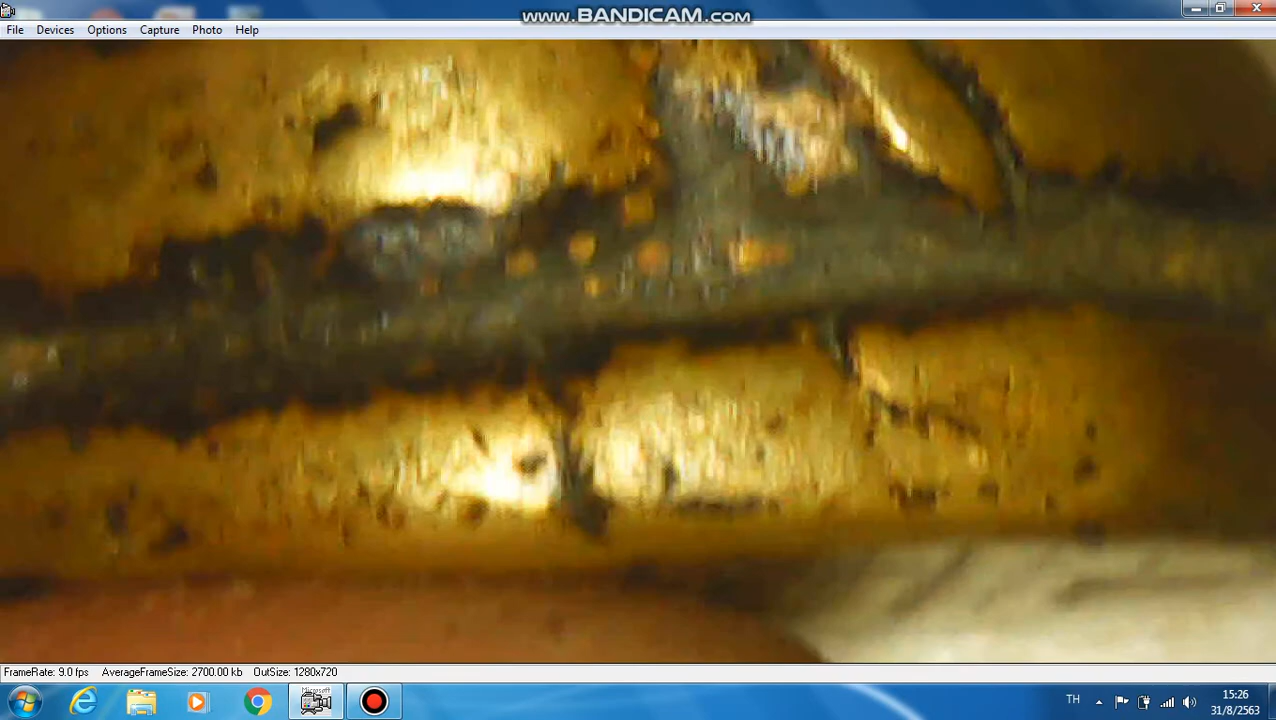 www.BANDICAM.com
File Devices Options Capture Photo Help
FrameRate: 9.0 fps AverageFrameSize: 2700.00 kb OutSize: 1280x720
Microsoft
TH
15:26
31/8/2563